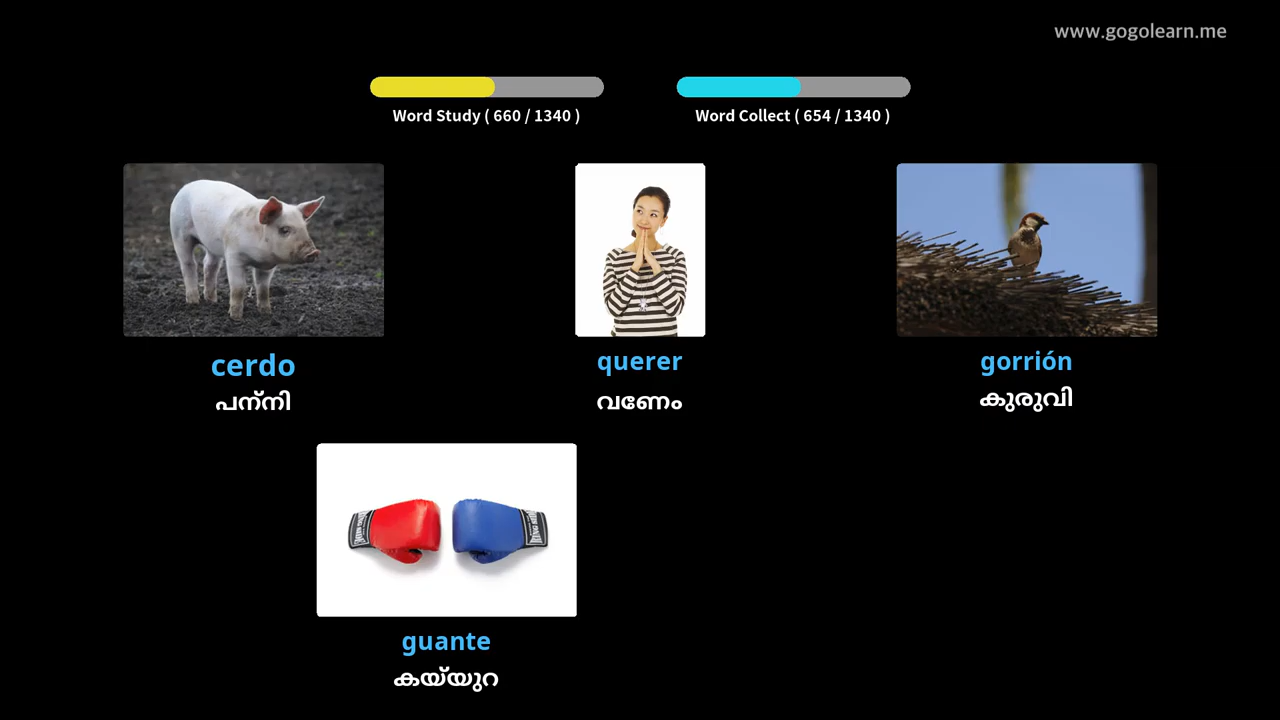 www.gogolearn.me
Word Study ( 660 / 1340 )
Word Collect ( 654 / 1340 )
cerdo
പന്നി
querer
വണേം
gorrión
കുരുവി
guante
കയ്യുറ